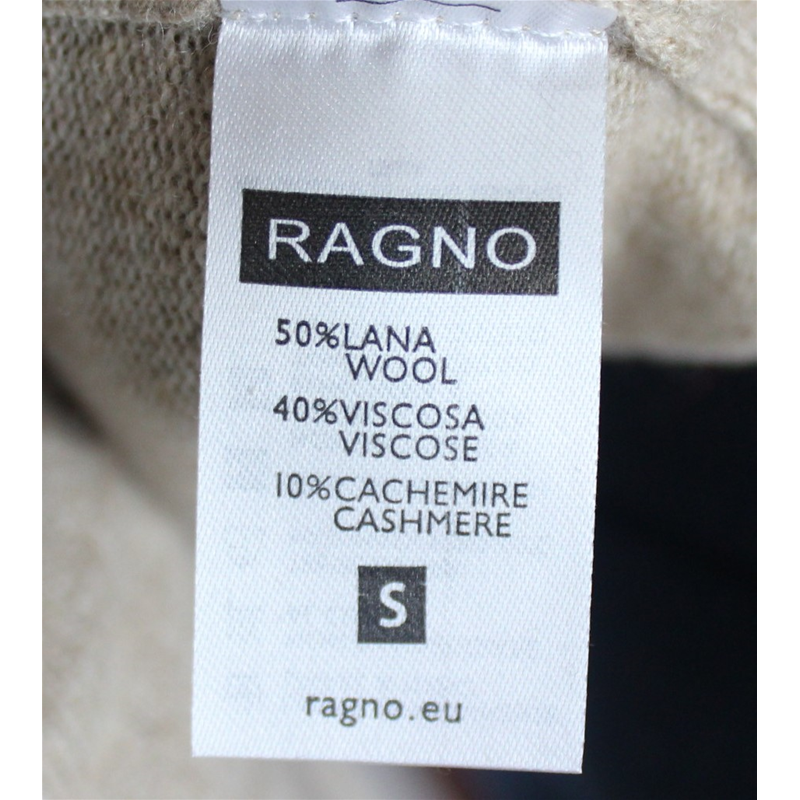 RAGNO
50%LANA
WOOL
40%VISCOSA
VISCOSE
10%CACHEMIRE
CASHMERE
S
ragno.eu